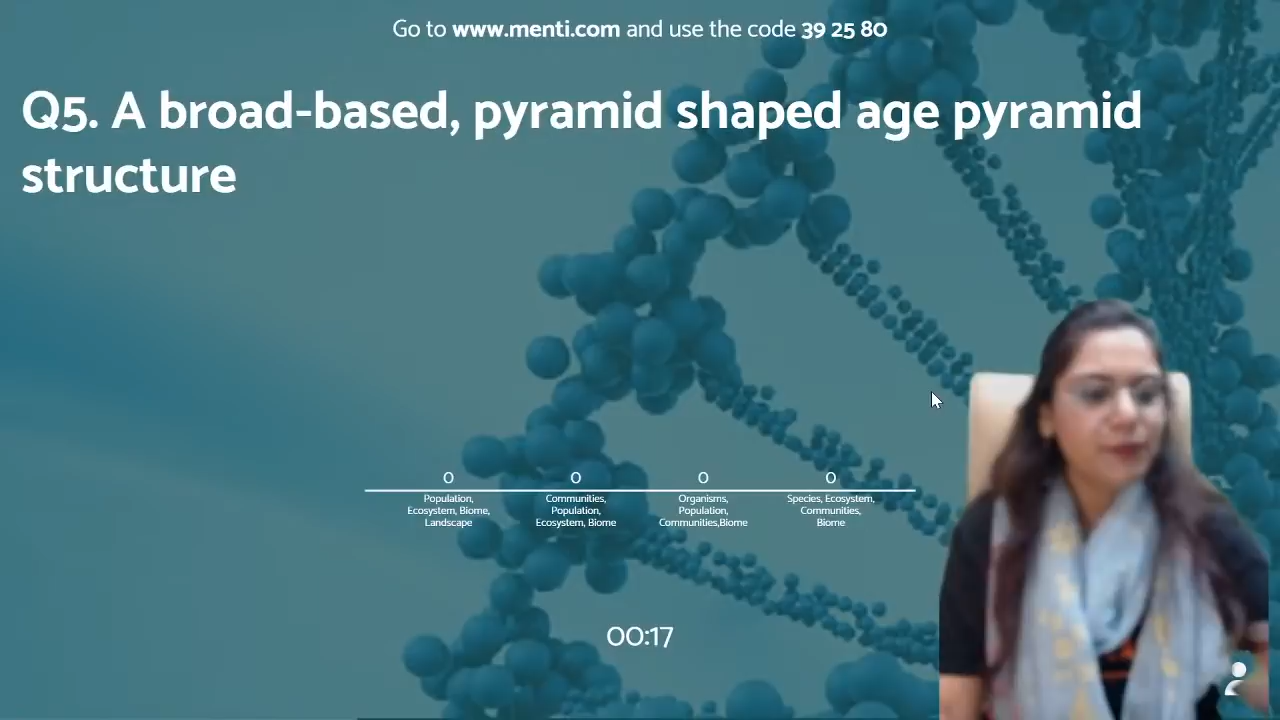 Go to www.menti.com and use the code 39 25 80
Q5. A broad-based, pyramid shaped age pyramid
structure
0 0 0 0
Population,
Ecosystem, Biome,
Landscape
Communities,
Population,
Ecosystem, Biome
Organisms,
Population,
Communities,Biome
Species, Ecosystem,
Communities,
Biome
00:17